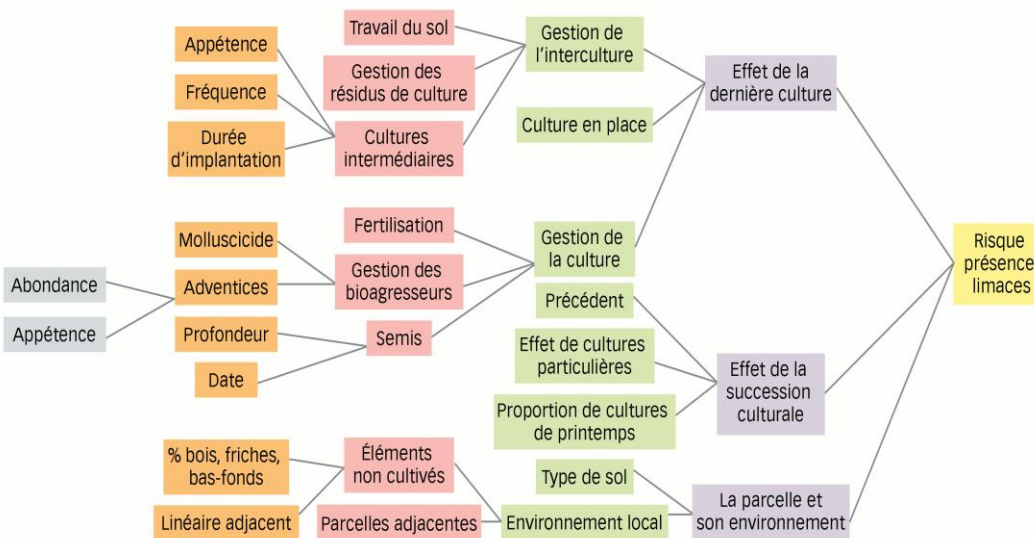 Travail du sol
Gestion de
l'interculture
Appétence
Gestion des
résidus de culture
Effet de la
dernière culture
Fréquence
Culture en place
Durée
d'implantation
Cultures
intermédiaires
Fertilisation
Gestion de
la culture
Molluscicide
Risque
présence
limaces
Abondance
Adventices
Gestion des
bioagresseurs
Précédent
Appétence
Profondeur
Semis
Effet de cultures
particulières
Effet de la
succession
culturale
Date
Proportion de cultures
de printemps
% bois, friches,
bas-fonds
Éléments
non cultivés
Type de sol
La parcelle et
son environnement
Linéaire adjacent
Parcelles adjacentes
Environnement local